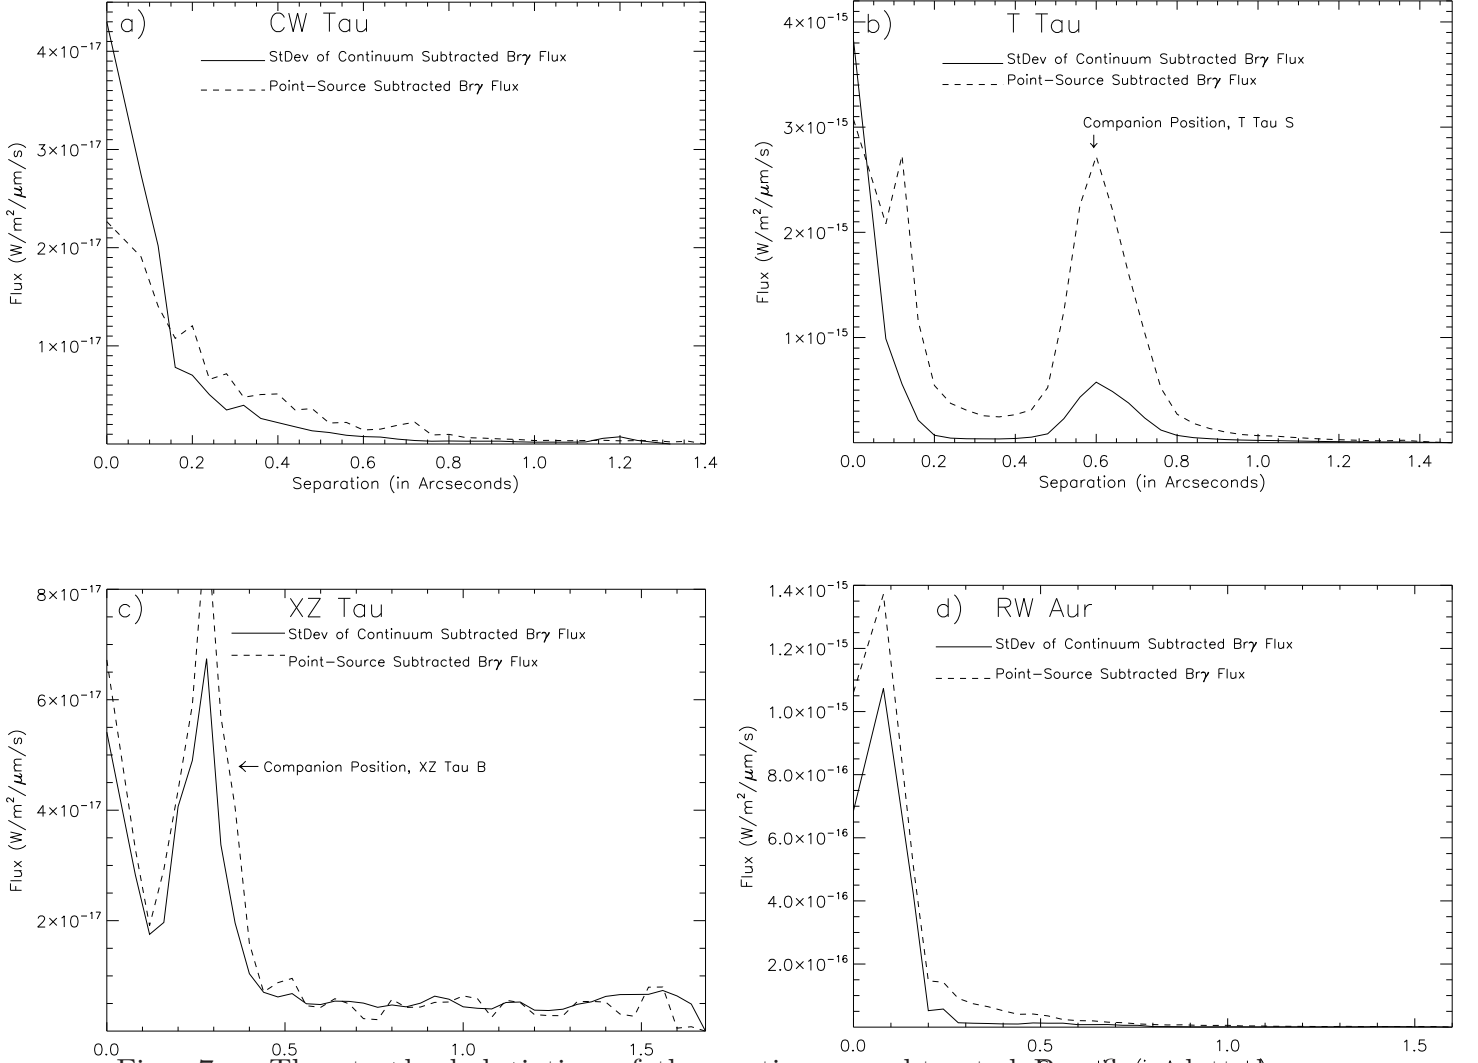 a) CW Tau
StDev of Continuum Subtracted Brγ Flux
Point-Source Subtracted Brγ Flux
4×10⁻¹⁷
3×10⁻¹⁷
2×10⁻¹⁷
1×10⁻¹⁷
Flux (W/m²/μm/s)
0.0 0.2 0.4 0.6 0.8 1.0 1.2 1.4
Separation (in Arcseconds)
b) T Tau
StDev of Continuum Subtracted Brγ Flux
Point-Source Subtracted Brγ Flux
Companion Position, T Tau S
4×10⁻¹⁵
3×10⁻¹⁵
2×10⁻¹⁵
1×10⁻¹⁵
Flux (W/m²/μm/s)
0.0 0.2 0.4 0.6 0.8 1.0 1.2 1.4
Separation (in Arcseconds)
c) XZ Tau
StDev of Continuum Subtracted Brγ Flux
Point-Source Subtracted Brγ Flux
Companion Position, XZ Tau B
8×10⁻¹⁷
6×10⁻¹⁷
4×10⁻¹⁷
2×10⁻¹⁷
Flux (W/m²/μm/s)
0.0 0.5 1.0 1.5
d) RW Aur
StDev of Continuum Subtracted Brγ Flux
Point-Source Subtracted Brγ Flux
1.4×10⁻¹⁵
1.2×10⁻¹⁵
1.0×10⁻¹⁵
8.0×10⁻¹⁶
6.0×10⁻¹⁶
4.0×10⁻¹⁶
2.0×10⁻¹⁶
Flux (W/m²/μm/s)
0.0 0.5 1.0 1.5